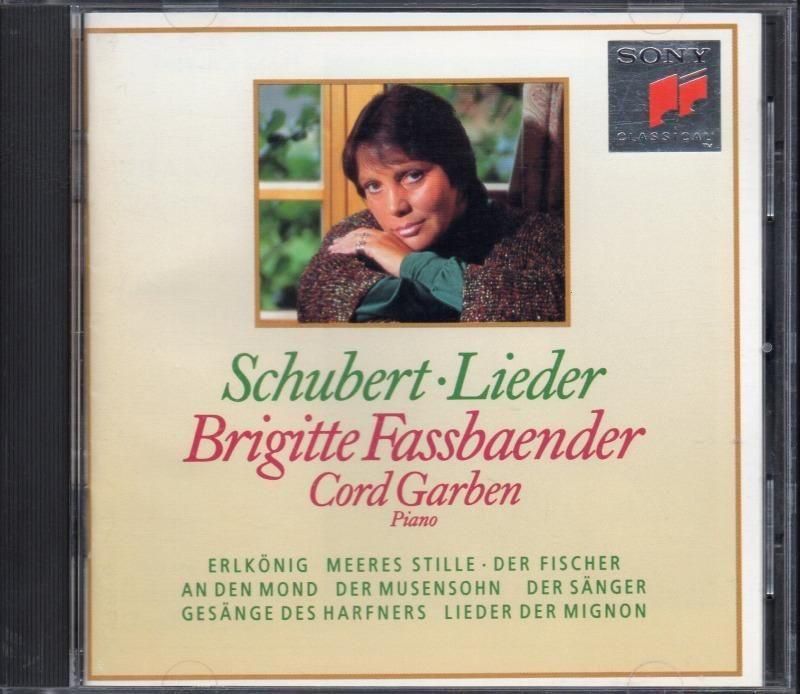 SONY
CLASSICAL
TM
Schubert · Lieder
Brigitte Fassbaender
Cord Garben
Piano
ERLKÖNIG MEERES STILLE · DER FISCHER
AN DEN MOND DER MUSENSOHN DER SÄNGER
GESÄNGE DES HARFNERS LIEDER DER MIGNON